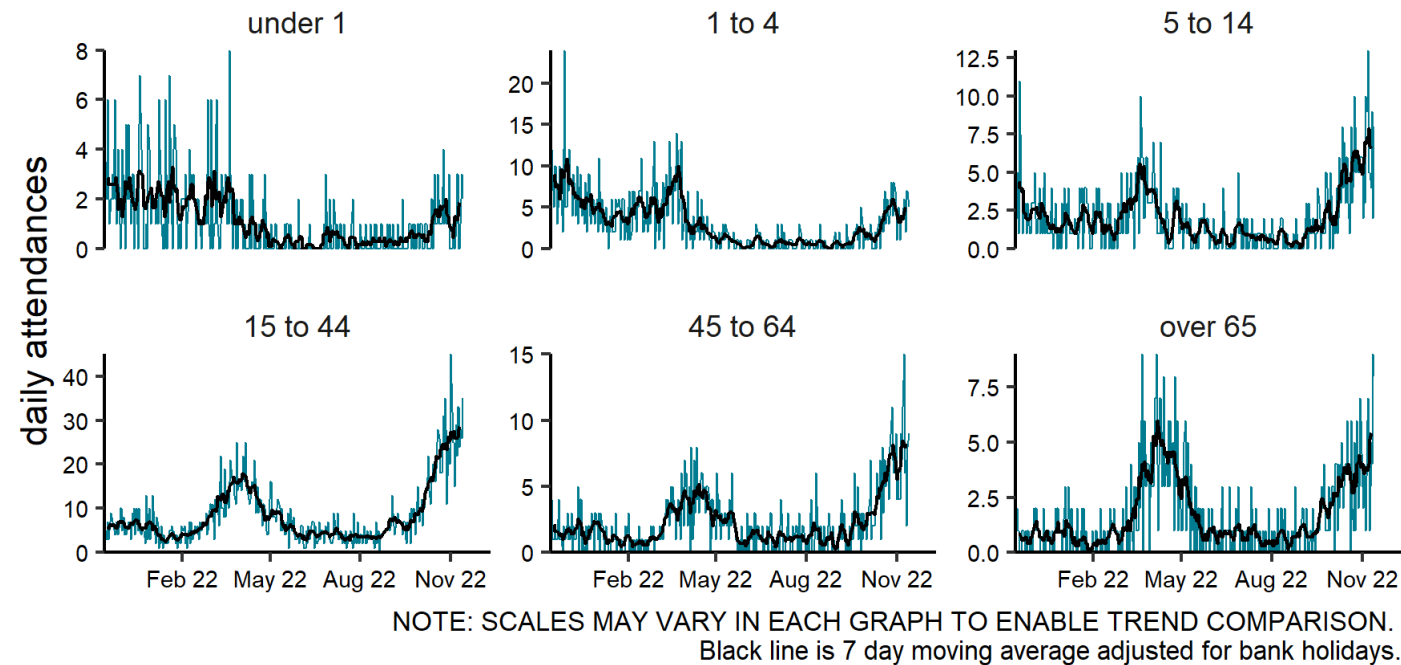 under 1
1 to 4
5 to 14
8
6
4
2
0
20
15
10
5
0
12.5
10.0
7.5
5.0
2.5
0.0
daily attendances
15 to 44
45 to 64
over 65
40
30
20
10
0
15
10
5
0
7.5
5.0
2.5
0.0
Feb 22 May 22 Aug 22 Nov 22
Feb 22 May 22 Aug 22 Nov 22
Feb 22 May 22 Aug 22 Nov 22
NOTE: SCALES MAY VARY IN EACH GRAPH TO ENABLE TREND COMPARISON.
Black line is 7 day moving average adjusted for bank holidays.